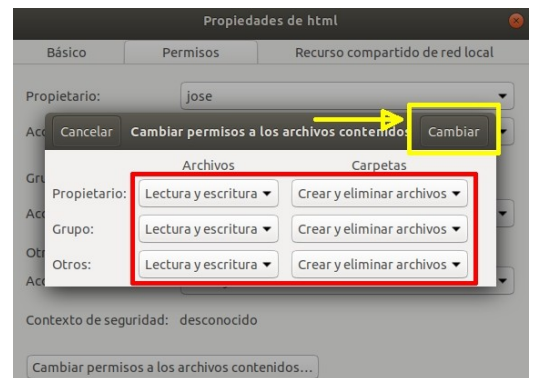 Propiedades de html
Básico Permisos Recurso compartido de red local
Propietario: jose
Cancelar Cambiar permisos a los archivos contenidos Cambiar
Archivos Carpetas
Propietario: Lectura y escritura Crear y eliminar archivos
Grupo: Lectura y escritura Crear y eliminar archivos
Otros: Lectura y escritura Crear y eliminar archivos
Contexto de seguridad: desconocido
Cambiar permisos a los archivos contenidos...